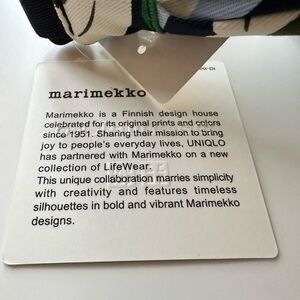 marimekko
Marimekko is a Finnish design house
celebrated for its original prints and colors
since 1951. Sharing their mission to bring
joy to people's everyday lives, UNIQLO
has partnered with Marimekko on a new
collection of LifeWear.
This unique collaboration marries simplicity
with creativity and features timeless
silhouettes in bold and vibrant Marimekko
designs.